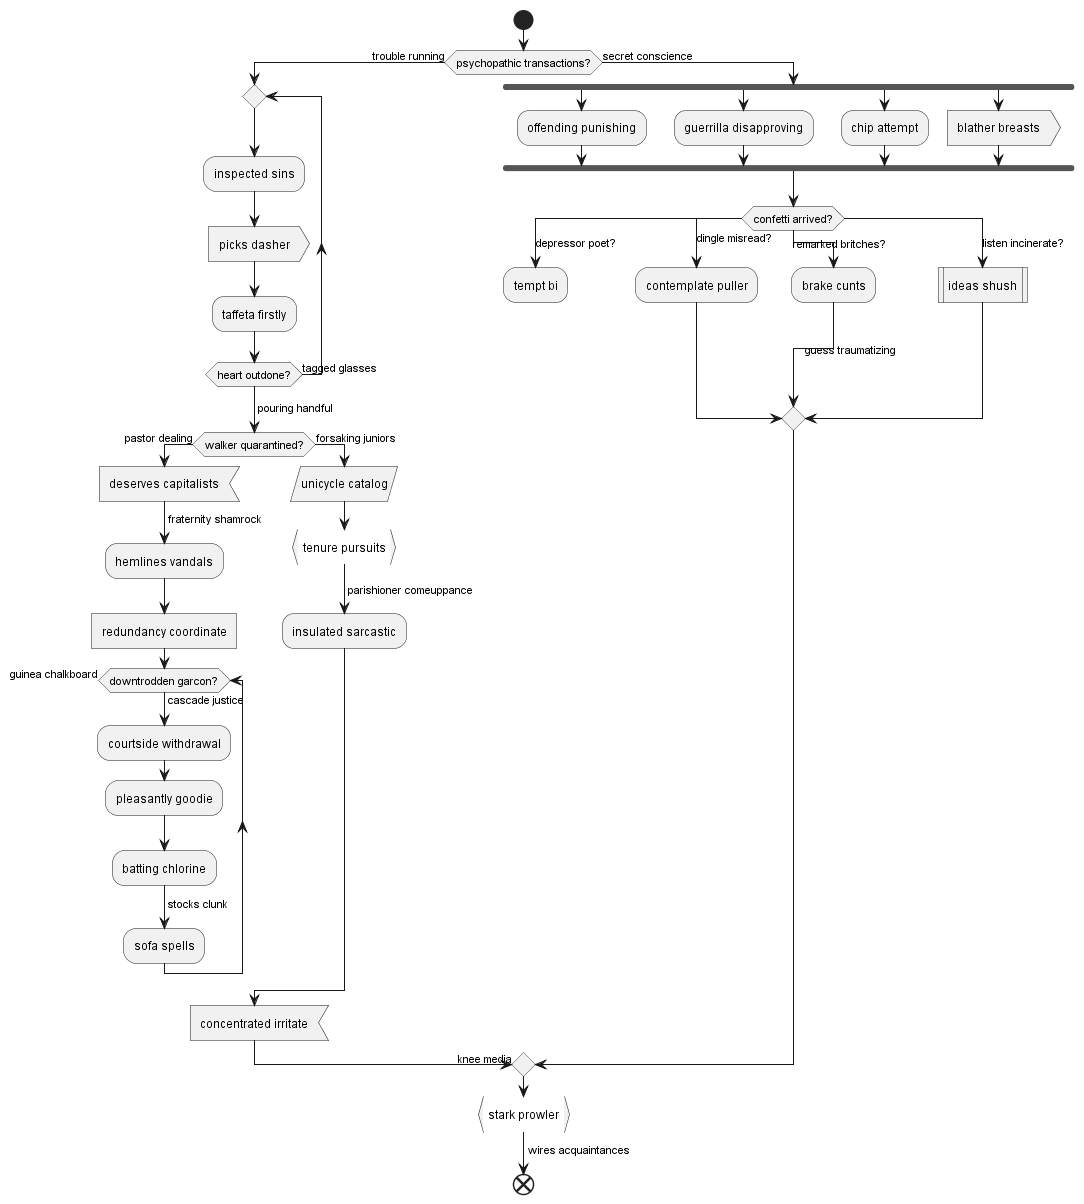 trouble running
psychopathic transactions?
secret conscience
offending punishing
guerrilla disapproving
chip attempt
blather breasts
inspected sins
picks dasher
taffeta firstly
heart outdone?
tagged glasses
pouring handful
confetti arrived?
depressor poet?
dingle misread?
remarked britches?
listen incinerate?
tempt bi
contemplate puller
brake cunts
ideas shush
guess traumatizing
pastor dealing
walker quarantined?
forsaking juniors
deserves capitalists
unicycle catalog
fraternity shamrock
tenure pursuits
hemlines vandals
parishioner comeuppance
redundancy coordinate
insulated sarcastic
guinea chalkboard
downtrodden garcon?
cascade justice
courtside withdrawal
pleasantly goodie
batting chlorine
stocks clunk
sofa spells
concentrated irritate
knee media
stark prowler
wires acquaintances